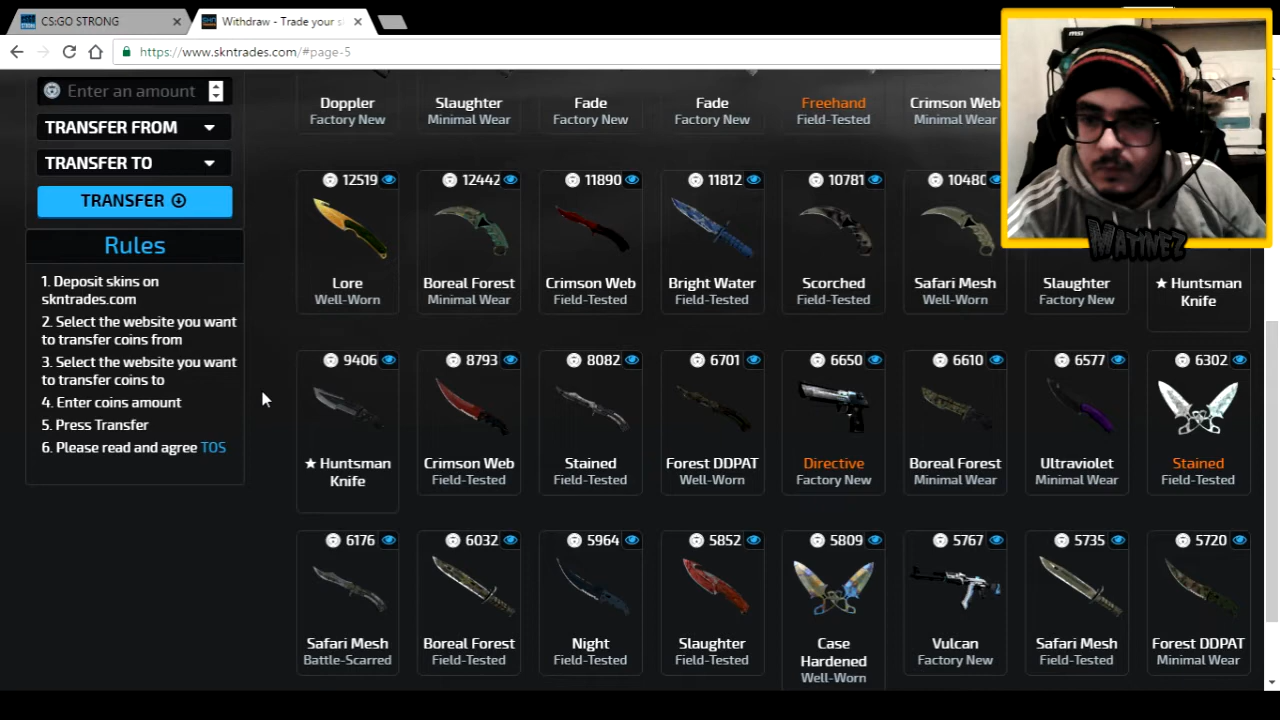 CS:GO STRONG
Withdraw - Trade your s
https://www.skntrades.com/#page-5
msi
Enter an amount
TRANSFER FROM
TRANSFER TO
TRANSFER
Rules
1. Deposit skins on
skntrades.com
2. Select the website you want
to transfer coins from
3. Select the website you want
to transfer coins to
4. Enter coins amount
5. Press Transfer
6. Please read and agree TOS
Doppler
Factory New
Slaughter
Minimal Wear
Fade
Factory New
Fade
Factory New
Freehand
Field-Tested
Crimson Web
Minimal Wear
12519
Lore
Well-Worn
12442
Boreal Forest
Minimal Wear
11890
Crimson Web
Field-Tested
11812
Bright Water
Field-Tested
10781
Scorched
Field-Tested
10480
Safari Mesh
Well-Worn
Slaughter
Factory New
★ Huntsman
Knife
9406
★ Huntsman
Knife
8793
Crimson Web
Field-Tested
8082
Stained
Field-Tested
6701
Forest DDPAT
Well-Worn
6650
Directive
Factory New
6610
Boreal Forest
Minimal Wear
6577
Ultraviolet
Minimal Wear
6302
Stained
Field-Tested
6176
Safari Mesh
Battle-Scarred
6032
Boreal Forest
Field-Tested
5964
Night
Field-Tested
5852
Slaughter
Field-Tested
5809
Case
Hardened
Well-Worn
5767
Vulcan
Factory New
5735
Safari Mesh
Field-Tested
5720
Forest DDPAT
Minimal Wear